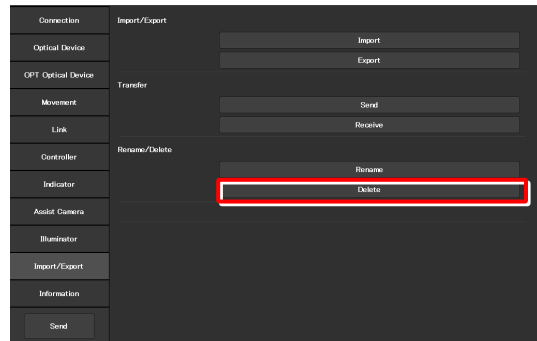 Connection
Optical Device
OPT Optical Device
Movement
Link
Controller
Indicator
Assist Camera
Illuminator
Import/Export
Information
Send
Import/Export
Import
Export
Transfer
Send
Receive
Rename/Delete
Rename
Delete